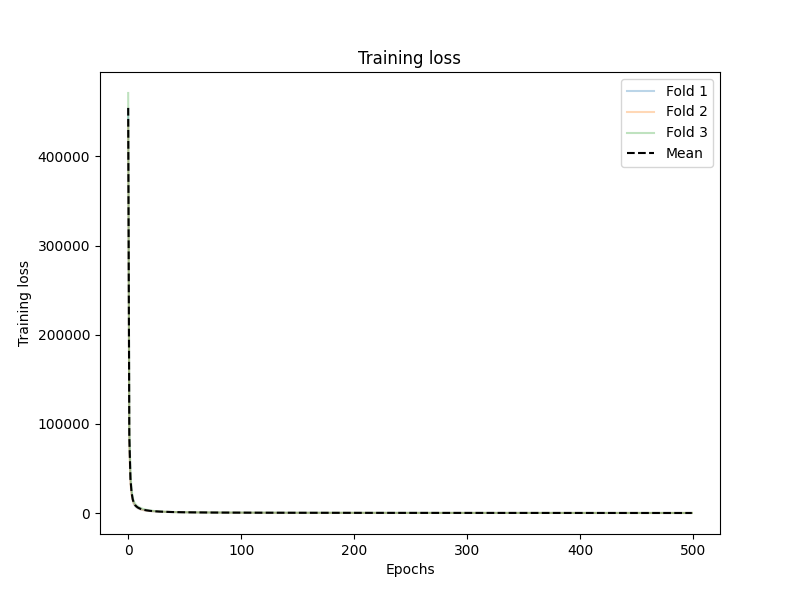 Training loss
Fold 1
Fold 2
Fold 3
Mean
Training loss
400000
300000
200000
100000
0
0 100 200 300 400 500
Epochs